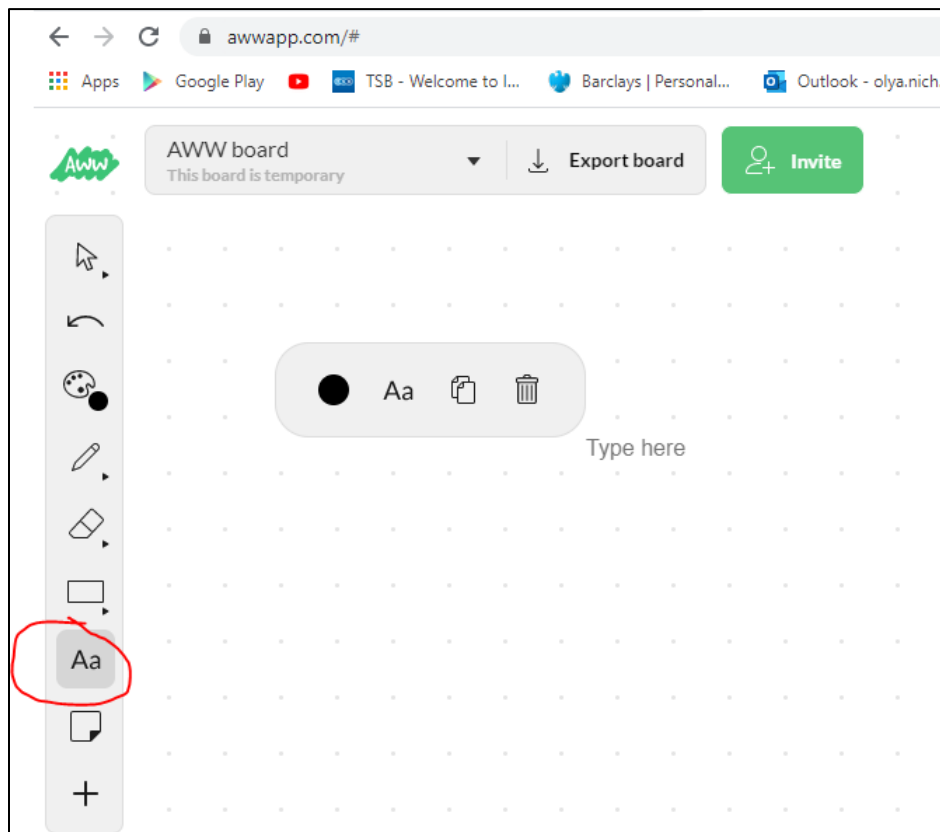 awwapp.com/#
Apps Google Play TSB - Welcome to I... Barclays | Personal... Outlook - olya.nich
AWW AWW board Export board Invite
This board is temporary
Aa
Type here
Aa